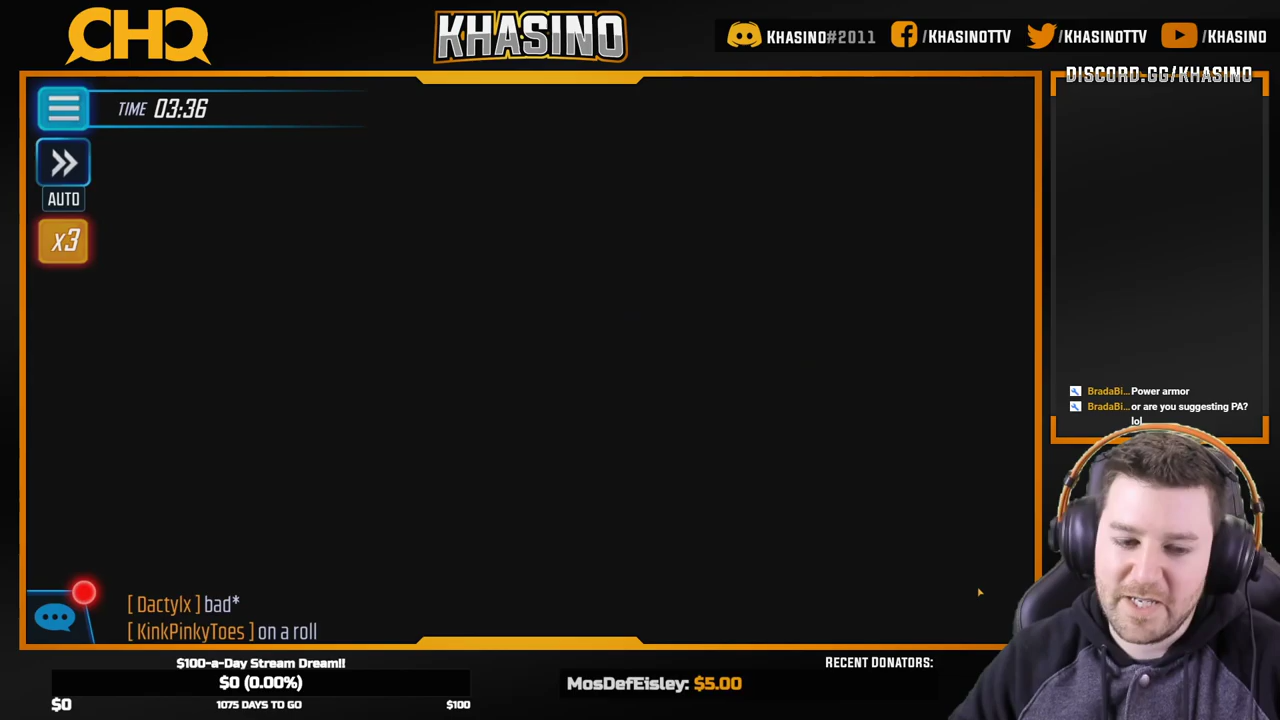 CHQ
KHASINO
KHASINO#2011
/KHASINOTTV
/KHASINOTTV
/KHASINO
DISCORD.GG/KHASINO
TIME 03:36
AUTO
x3
BradaBi... Power armor
BradaBi... or are you suggesting PA?
lol
[ Dactylx ] bad*
[ KinkPinkyToes ] on a roll
$100-a-Day Stream Dream!!
$0 (0.00%)
$0
1075 DAYS TO GO
$100
RECENT DONATORS:
MosDefEisley: $5.00